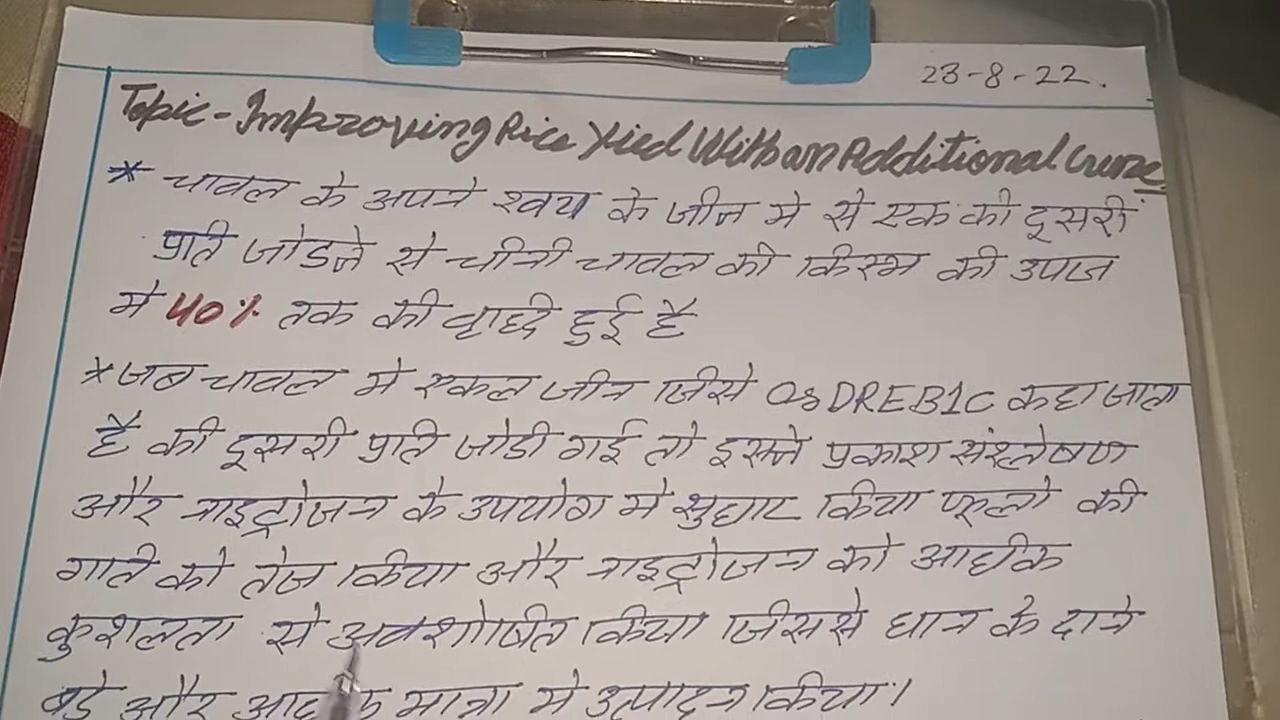 23-8-22.
Topic - Improving Rice Yied With an Additional Gene
* चावल के अपने स्वय के जीन मे से एक की दूसरी
प्रति जोडने से चीनी चावल की किस्म की उपज
मे 40% तक की वृद्धि हुई है
* जब चावल मे एकल जीन जिसे OsDREB1C कहा जाता
है की दूसरी प्रति जोडी गई तो इसने प्रकाश संश्लेषण
और नाइट्रोजन के उपयोग मे सुधार किया फूलो की
गति को तेज किया और नाइट्रोजन को अधीक
कुशलता से अवशोषित किया जिससे धान के दाने
बडे और मात्रा मे उत्पादन किया।